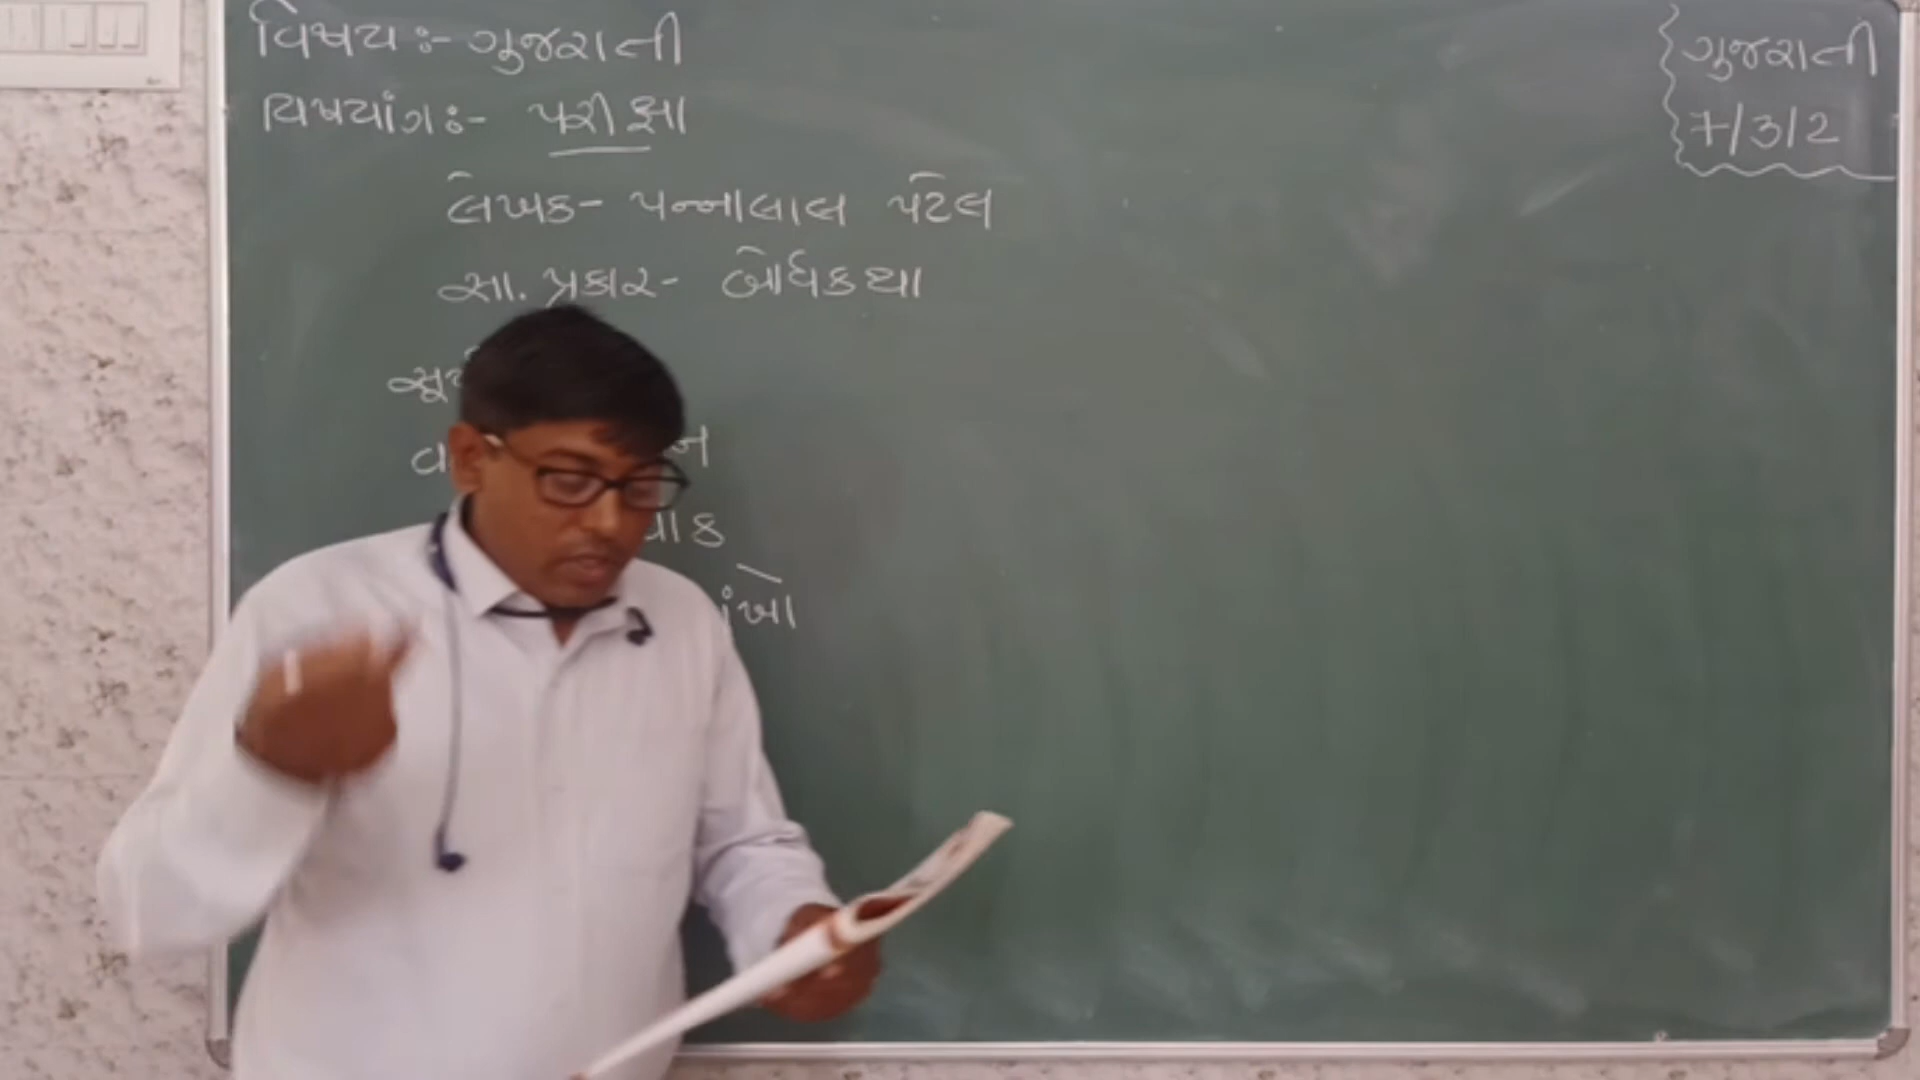 વિષય :- ગુજરાતી
વિષયાંગ :- પરીક્ષા
લેખક - પન્નાલાલ પટેલ
સા. પ્રકાર - બોધકથા
ગુજરાતી
7/3/2